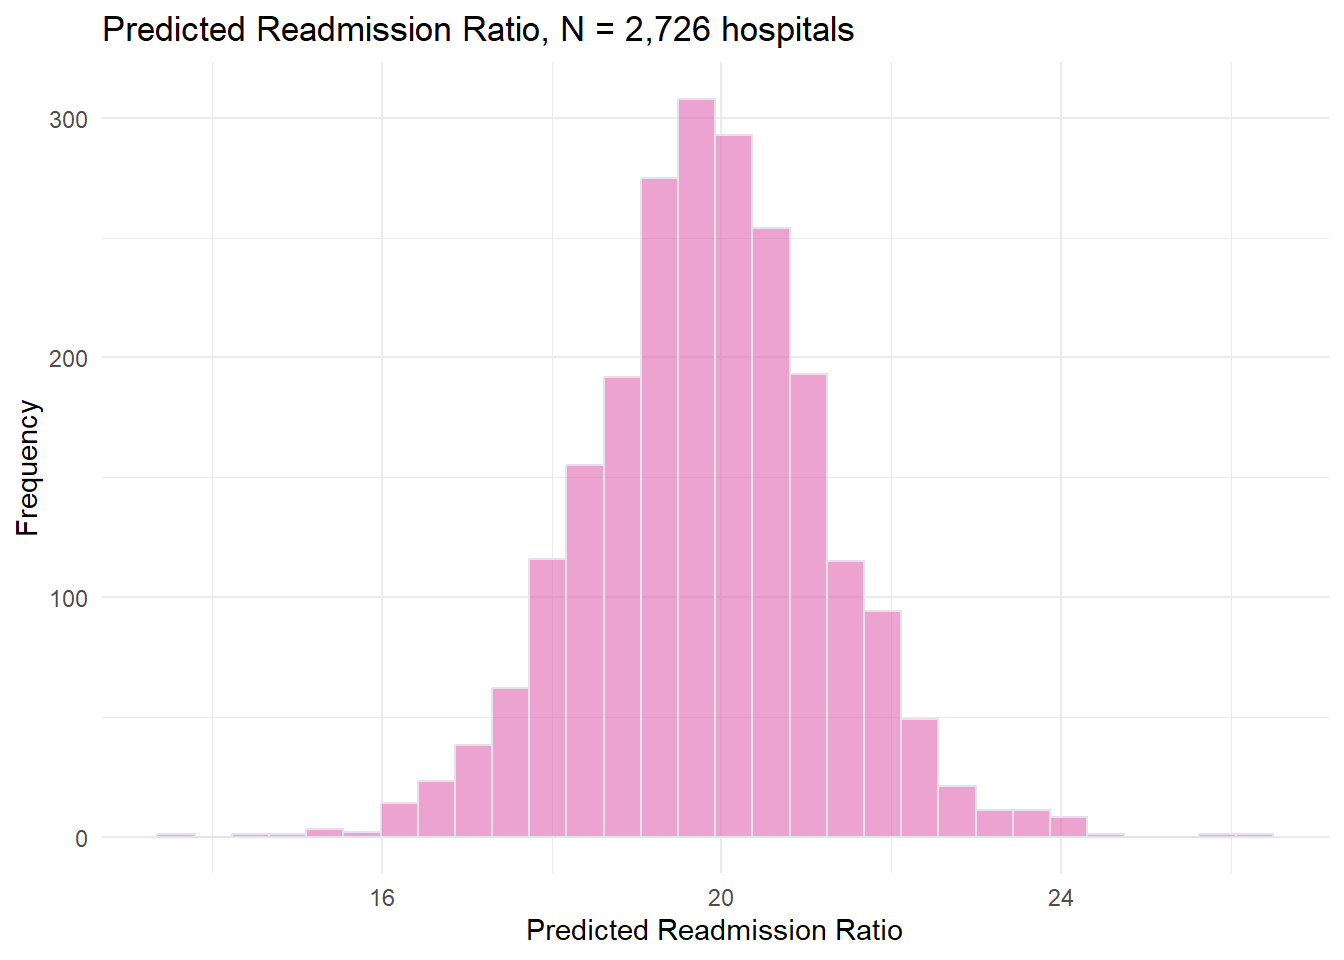 Predicted Readmission Ratio, N = 2,726 hospitals
300
200
100
0
Frequency
16 20 24
Predicted Readmission Ratio